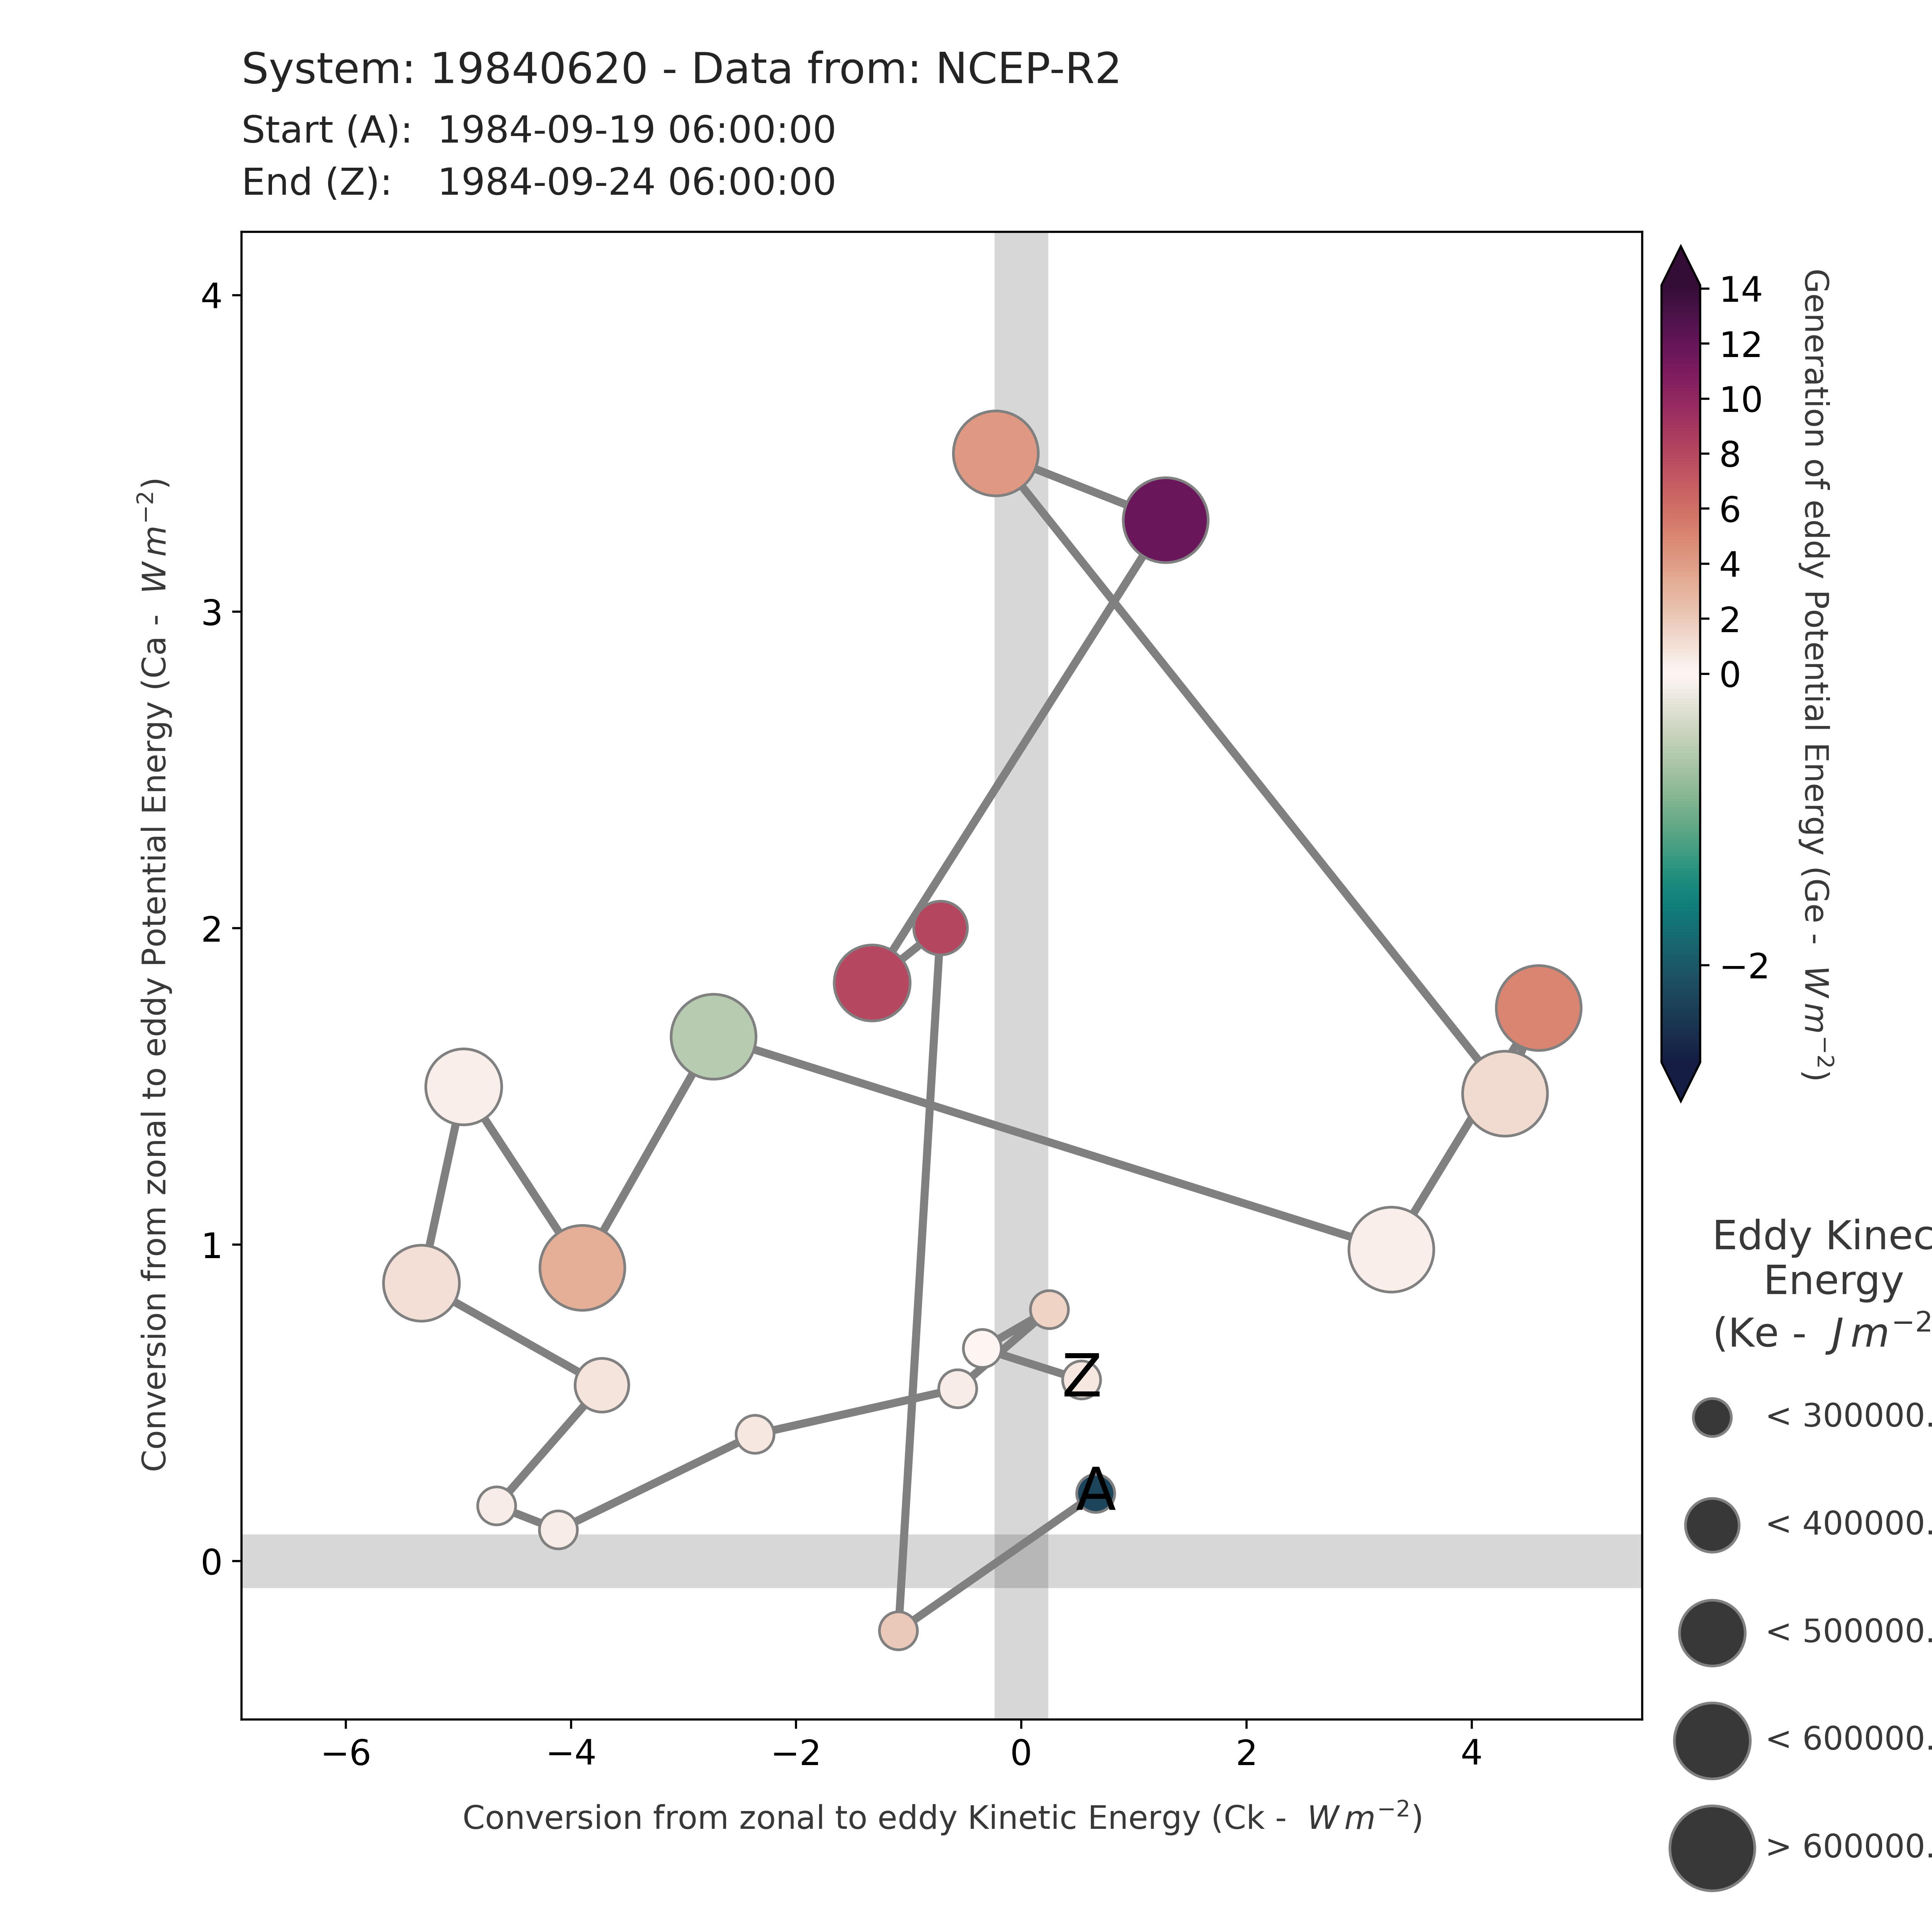 System: 19840620 - Data from: NCEP-R2
Start (A): 1984-09-19 06:00:00
End (Z): 1984-09-24 06:00:00
Conversion from zonal to eddy Potential Energy (Ca - W m⁻²)
4
3
2
1
0
Z
A
−6
−4
−2
0
2
4
Conversion from zonal to eddy Kinetic Energy (Ck - W m⁻²)
14
12
10
8
6
4
2
0
−2
Generation of eddy Potential Energy (Ge - W m⁻²)
Eddy Kinec
Energy
(Ke - J m⁻²
< 300000.
< 400000.
< 500000.
< 600000.
> 600000.